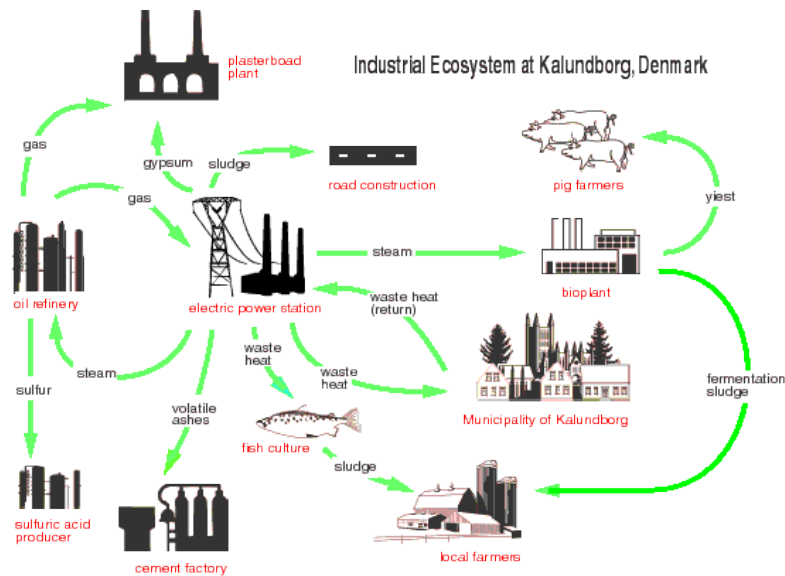 plasterboad
plant
Industrial Ecosystem at Kalundborg, Denmark
gas
gypsum
sludge
road construction
pig farmers
gas
yiest
steam
oil refinery
electric power station
waste heat
(return)
bioplant
waste
heat
waste
heat
steam
sulfur
volatile
ashes
fish culture
Municipality of Kalundborg
fermentation
sludge
sludge
sulfuric acid
producer
cement factory
local farmers